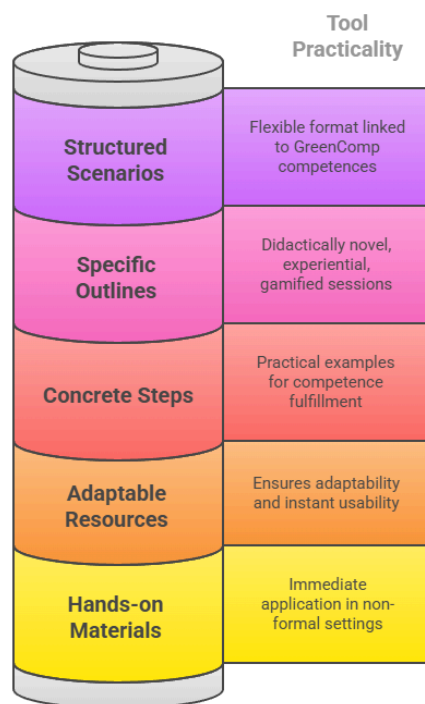 Tool
Practicality
Structured
Scenarios
Flexible format linked
to GreenComp
competences
Specific
Outlines
Didactically novel,
experiential,
gamified sessions
Concrete Steps
Practical examples
for competence
fulfillment
Adaptable
Resources
Ensures adaptability
and instant usability
Hands-on
Materials
Immediate
application in non-
formal settings